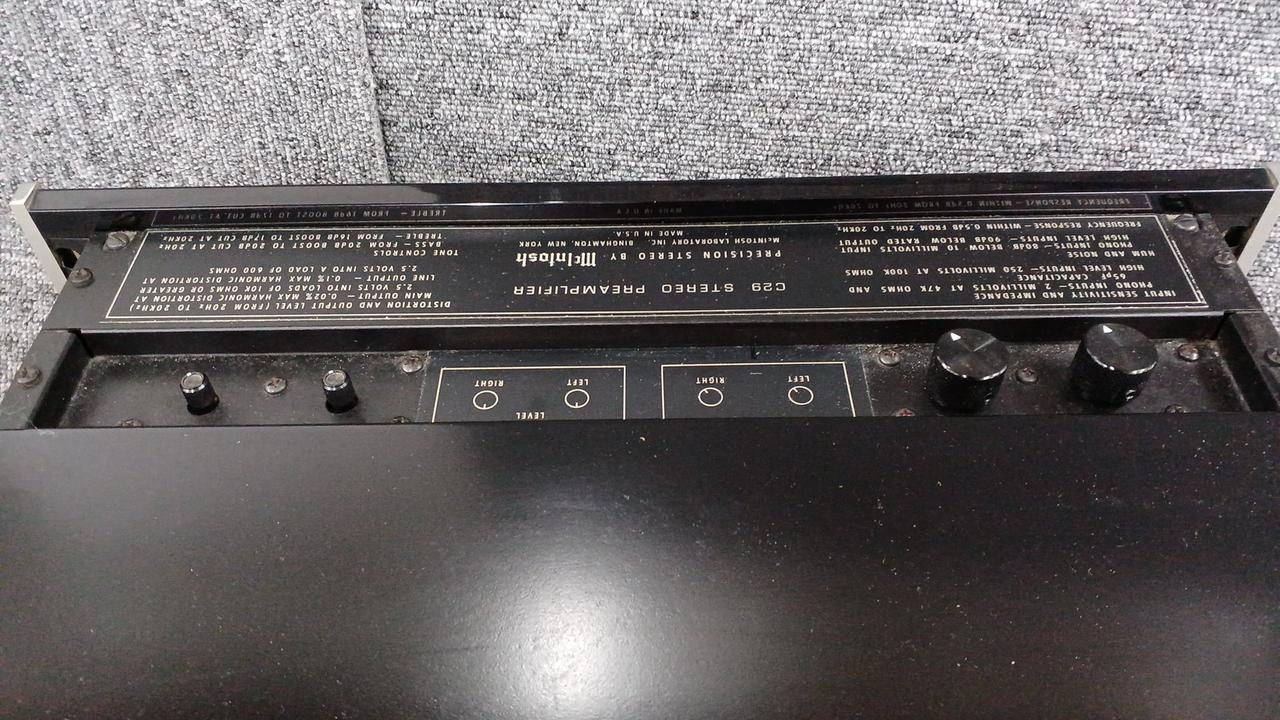 C29 STEREO PREAMPLIFIER
PRECISION STEREO BY McIntosh
McINTOSH LABORATORY INC. BINGHAMTON, NEW YORK
MADE IN U.S.A.
INPUT SENSITIVITY AND IMPEDANCE
PHONO INPUTS— 2 MILLIVOLTS AT 47K OHMS AND
65pf CAPACITANCE
HIGH LEVEL INPUTS— 250 MILLIVOLTS AT 100K OHMS
HUM AND NOISE
PHONO INPUTS— 90dB BELOW 10 MILLIVOLTS INPUT
HIGH LEVEL INPUTS— 90dB BELOW RATED OUTPUT
FREQUENCY RESPONSE— WITHIN 0.5dB FROM 20Hz TO 20KHz
DISTORTION AND OUTPUT LEVEL (FROM 20Hz TO 20KHz)
MAIN OUTPUT— 0.02% MAX HARMONIC DISTORTION AT
2.5 VOLTS INTO LOADS OF 10K OHMS OR GREATER
LINE OUTPUT— 0.1% MAX HARMONIC DISTORTION AT
2.5 VOLTS INTO A LOAD OF 600 OHMS
TONE CONTROLS
BASS— FROM 20dB BOOST TO 20dB CUT AT 20Hz
TREBLE— FROM 16dB BOOST TO 17dB CUT AT 20KHz
LEVEL
LEFT RIGHT
LEFT RIGHT